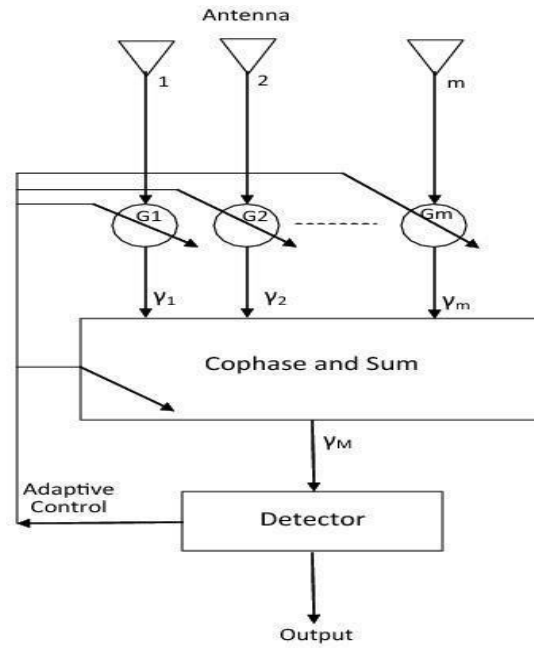 Antenna
1
2
m
G1
G2
Gm
γ1
γ2
γm
Cophase and Sum
γM
Adaptive
Control
Detector
Output